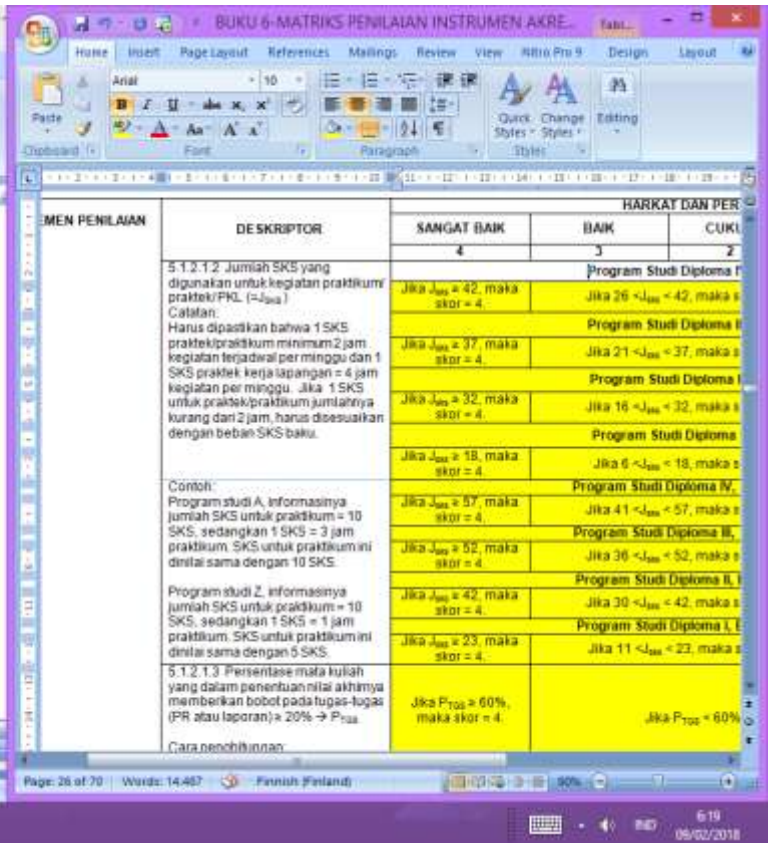 BUKU 6-MATRIKS PENILAIAN INSTRUMEN AKRE...
Tabl...
Home Insert Page Layout References Mailings Review View Nitro Pro 9 Design Layout
Paste
Arial 10
Quick Styles
Change Styles
Editing
Clipboard Font Paragraph Styles
HARKAT DAN PER
EMEN PENILAIAN
DESKRIPTOR
SANGAT BAIK
BAIK
CUKU
4
3
2
5.1.2.1.2 Jumlah SKS yang
digunakan untuk kegiatan praktikum/
praktek/PKL (=JSKS)
Catatan:
Harus dipastikan bahwa 1 SKS
praktek/praktikum minimum 2 jam
kegiatan terjadwal per minggu dan 1
SKS praktek kerja lapangan = 4 jam
kegiatan per minggu. Jika 1 SKS
untuk praktek/praktikum jumlahnya
kurang dari 2 jam, harus disesuaikan
dengan beban SKS baku.
Program Studi Diploma
Jika JSKS ≥ 42, maka
skor = 4.
Jika 26 <JSKS < 42, maka s
Program Studi Diploma
Jika JSKS ≥ 37, maka
skor = 4.
Jika 21 <JSKS < 37, maka s
Program Studi Diploma
Jika JSKS ≥ 32, maka
skor = 4.
Jika 16 <JSKS < 32, maka s
Program Studi Diploma
Jika JSKS ≥ 18, maka
skor = 4.
Jika 6 <JSKS < 18, maka s
Contoh:
Program studi A, informasinya
jumlah SKS untuk praktikum = 10
SKS, sedangkan 1 SKS = 3 jam
praktikum. SKS untuk praktikum ini
dinilai sama dengan 10 SKS.
Program studi Z, informasinya
jumlah SKS untuk praktikum = 10
SKS, sedangkan 1 SKS = 1 jam
praktikum. SKS untuk praktikum ini
dinilai sama dengan 5 SKS.
Program Studi Diploma IV,
Jika JSKS ≥ 57, maka
skor = 4.
Jika 41 <JSKS < 57, maka s
Program Studi Diploma III,
Jika JSKS ≥ 52, maka
skor = 4.
Jika 36 <JSKS < 52, maka s
Program Studi Diploma II,
Jika JSKS ≥ 42, maka
skor = 4.
Jika 30 <JSKS < 42, maka s
Program Studi Diploma I,
Jika JSKS ≥ 23, maka
skor = 4.
Jika 11 <JSKS < 23, maka s
5.1.2.1.3 Persentase mata kuliah
yang dalam penentuan nilai akhirnya
memberikan bobot pada tugas-tugas
(PR atau laporan) ≥ 20% → PTGS
Cara penghitungan:
Jika PTGS ≥ 60%,
maka skor = 4.
Jika PTGS < 60%
Page: 26 of 70 Words: 14.467 Finnish (Finland) 90%
IND
6:19
09/02/2018